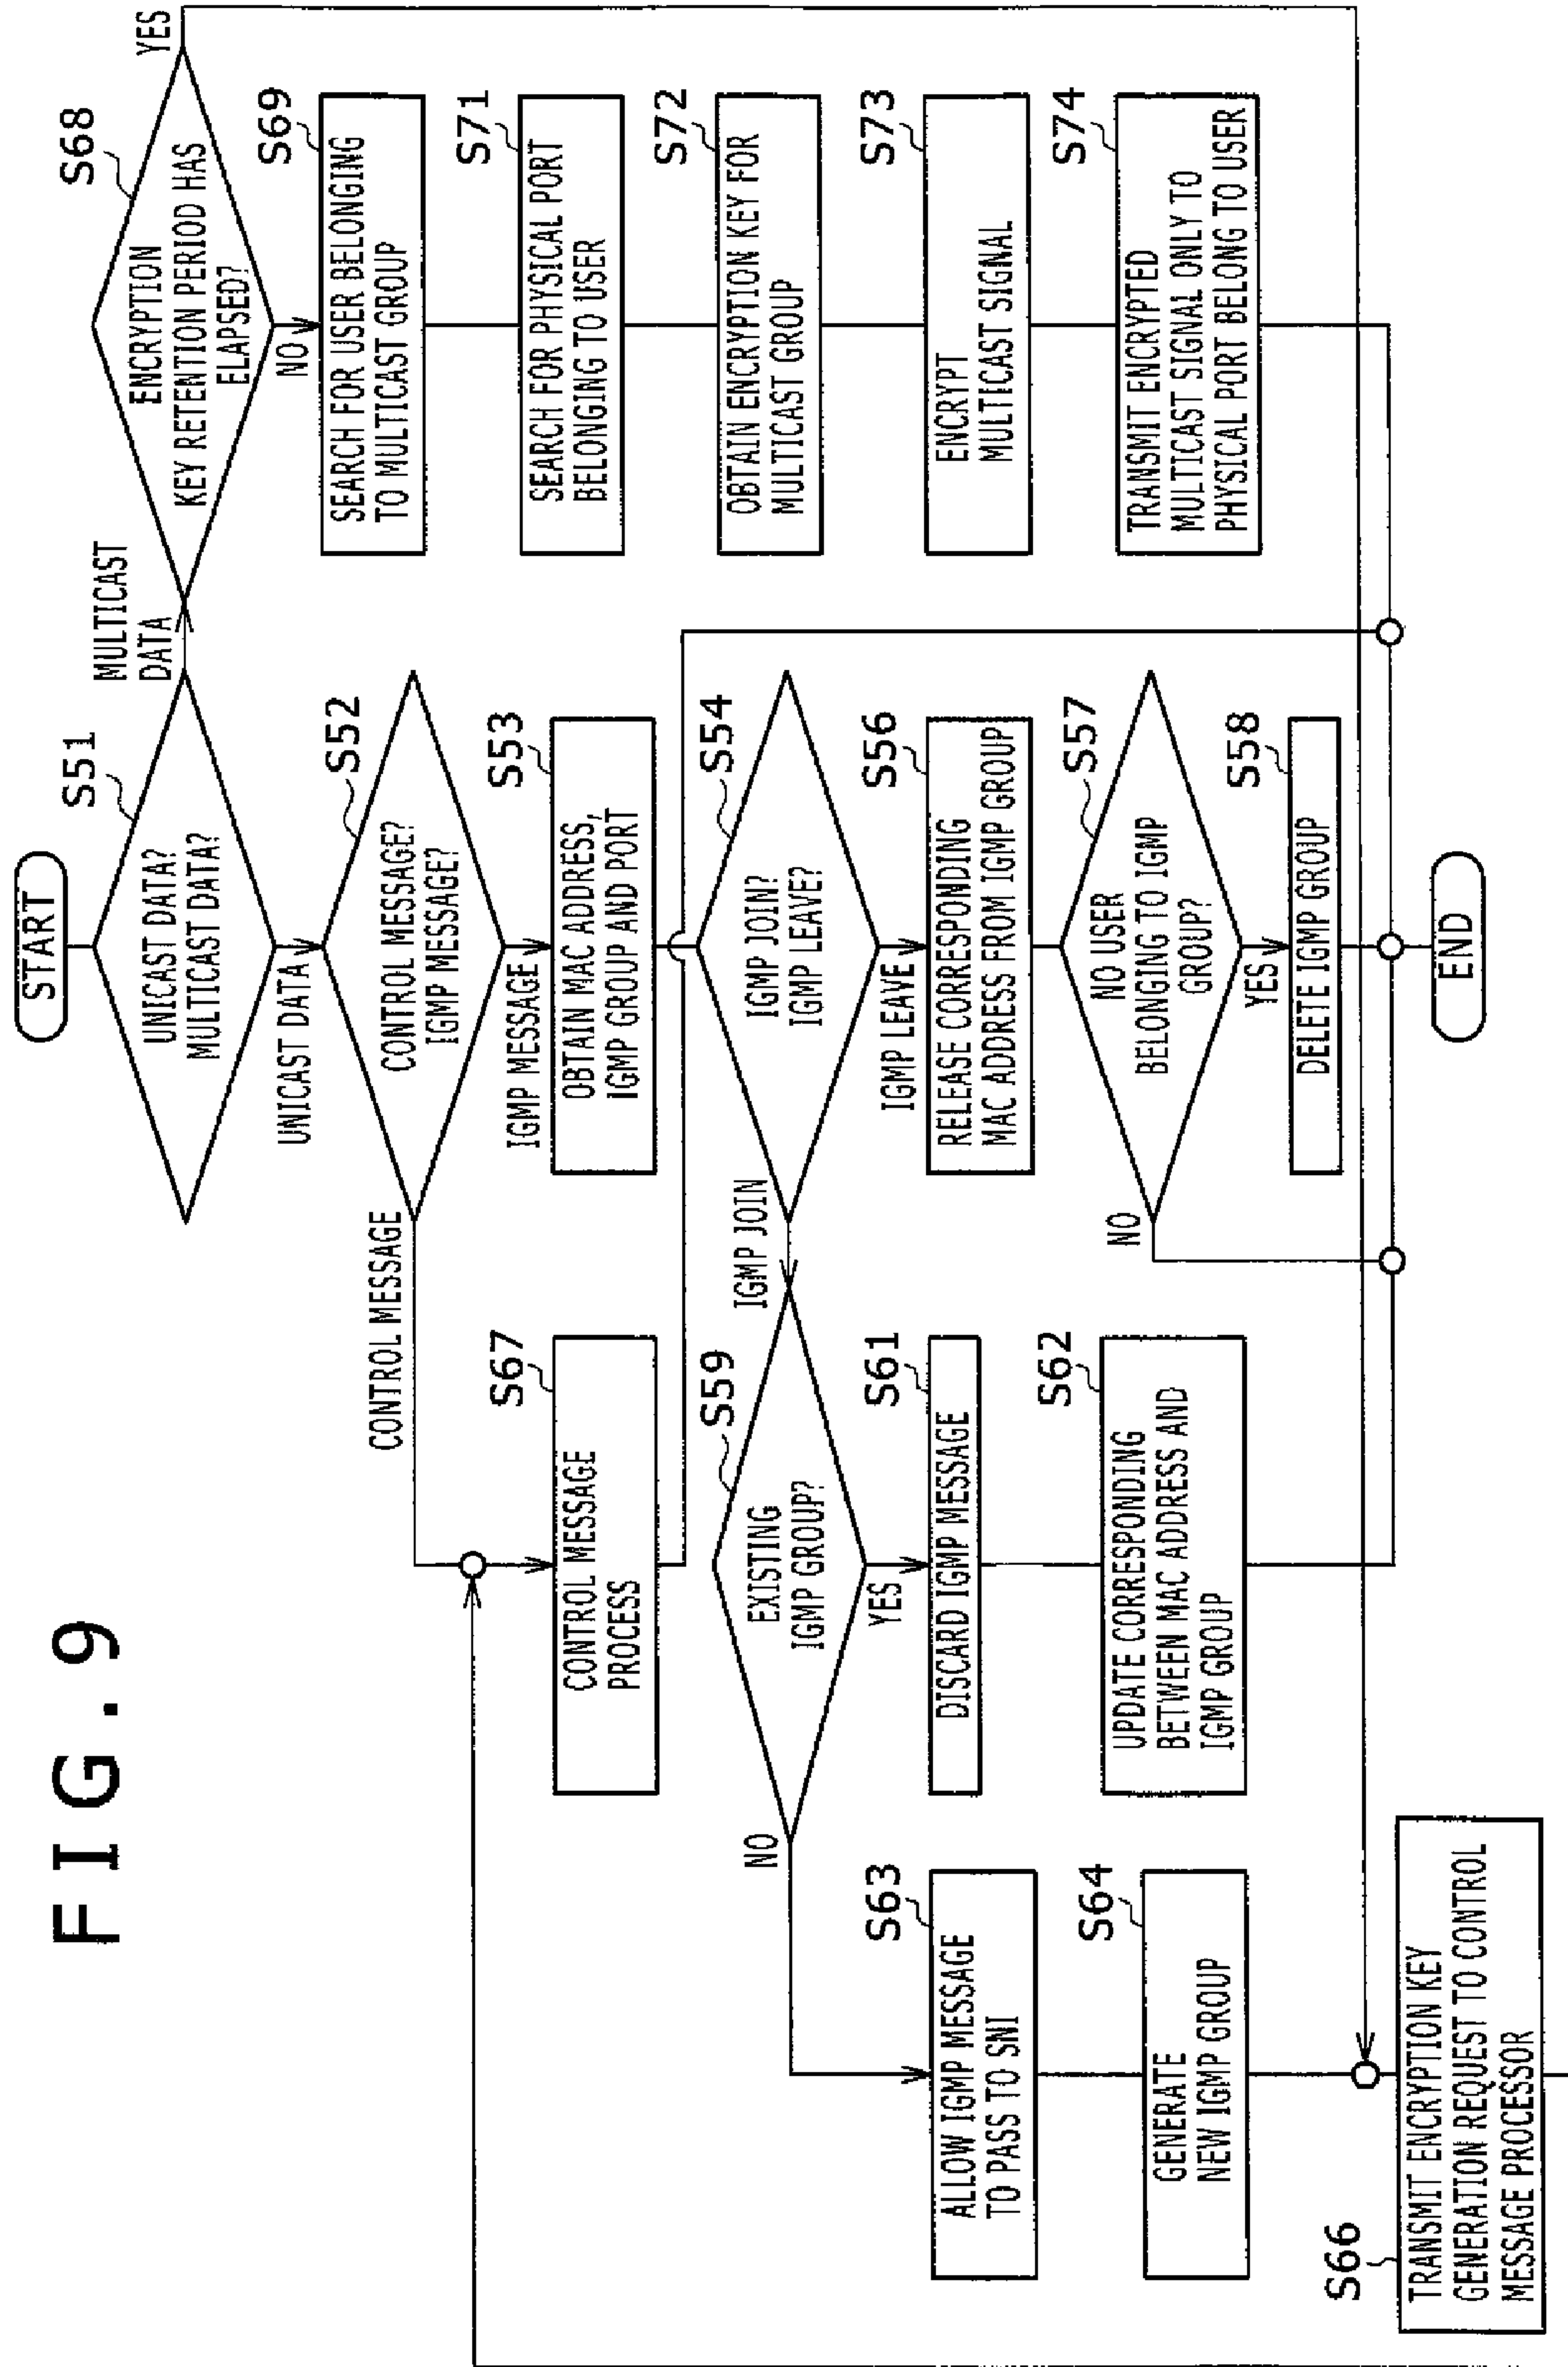 FIG.9
START
S51
UNICAST DATA?
MULTICAST DATA?
MULTICAST
DATA
UNICAST DATA
S52
CONTROL MESSAGE?
IGMP MESSAGE?
CONTROL MESSAGE
IGMP MESSAGE
S53
OBTAIN MAC ADDRESS,
IGMP GROUP AND PORT
S54
IGMP JOIN?
IGMP LEAVE?
IGMP JOIN
IGMP LEAVE
S56
RELEASE CORRESPONDING
MAC ADDRESS FROM IGMP GROUP
S57
NO USER
BELONGING TO IGMP
GROUP?
NO
YES
S58
DELETE IGMP GROUP
END
S67
CONTROL MESSAGE
PROCESS
S59
EXISTING
IGMP GROUP?
NO
YES
S61
DISCARD IGMP MESSAGE
S62
UPDATE CORRESPONDING
BETWEEN MAC ADDRESS AND
IGMP GROUP
S63
ALLOW IGMP MESSAGE
TO PASS TO SNI
S64
GENERATE
NEW IGMP GROUP
S66
TRANSMIT ENCRYPTION KEY
GENERATION REQUEST TO CONTROL
MESSAGE PROCESSOR
S68
ENCRYPTION
KEY RETENTION PERIOD HAS
ELAPSED?
YES
NO
S69
SEARCH FOR USER BELONGING
TO MULTICAST GROUP
S71
SEARCH FOR PHYSICAL PORT
BELONGING TO USER
S72
OBTAIN ENCRYPTION KEY FOR
MULTICAST GROUP
S73
ENCRYPT
MULTICAST SIGNAL
S74
TRANSMIT ENCRYPTED
MULTICAST SIGNAL ONLY TO
PHYSICAL PORT BELONG TO USER